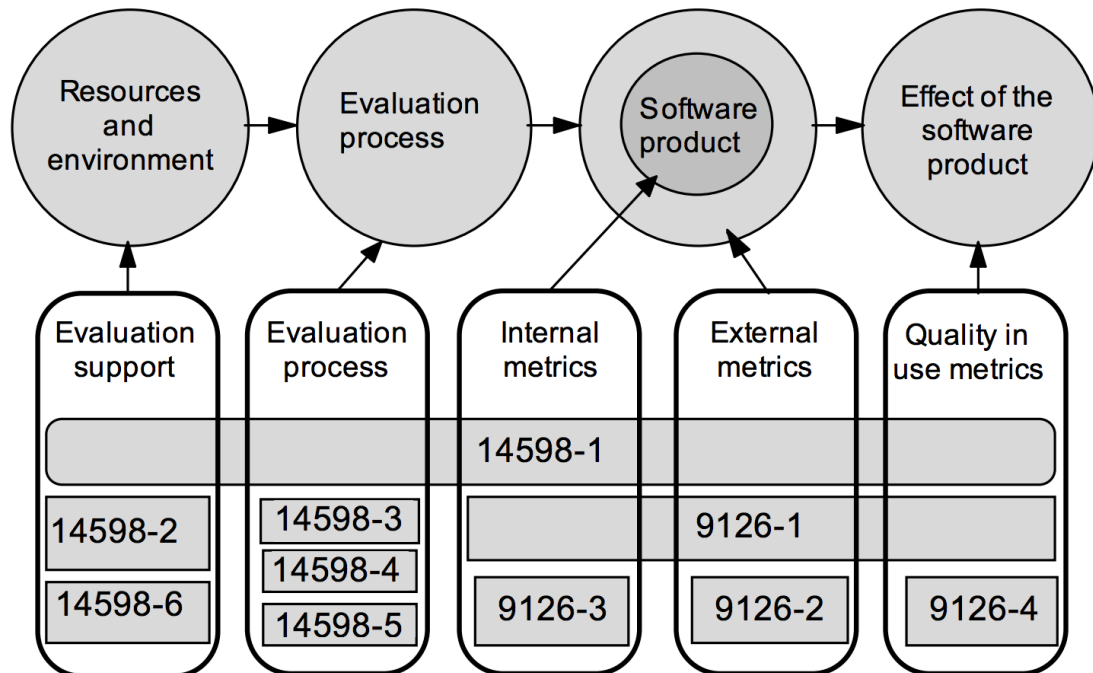 Resources
and
environment
Evaluation
process
Software
product
Effect of the
software
product
Evaluation
support
Evaluation
process
Internal
metrics
External
metrics
Quality in
use metrics
14598-1
14598-2
14598-3
9126-1
14598-4
14598-6
14598-5
9126-3
9126-2
9126-4